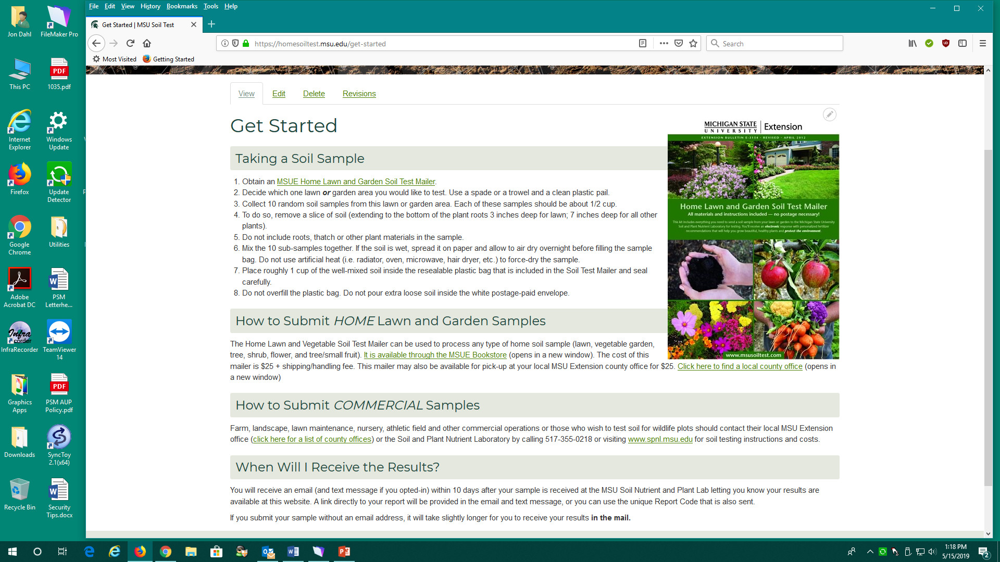 File Edit View History Bookmarks Tools Help
Get Started | MSU Soil Test
https://homesoiltest.msu.edu/get-started
Search
Most Visited Getting Started
Jon Dahl
FileMaker Pro
This PC
1035.pdf
Internet Explorer
Windows Update
Firefox
Update Detector
Google Chrome
Utilities
Adobe Acrobat DC
PSM Letterhe...
InfraRecorder
TeamViewer 14
Graphics Apps
PSM AUP Policy.pdf
Downloads
SyncToy 2.1(x64)
Recycle Bin
Security Tips.docx
View Edit Delete Revisions
Get Started
Taking a Soil Sample
1. Obtain an MSUE Home Lawn and Garden Soil Test Mailer.
2. Decide which one lawn or garden area you would like to test. Use a spade or a trowel and a clean plastic pail.
3. Collect 10 random soil samples from this lawn or garden area. Each of these samples should be about 1/2 cup.
4. To do so, remove a slice of soil (extending to the bottom of the plant roots 3 inches deep for lawn; 7 inches deep for all other
plants).
5. Do not include roots, thatch or other plant materials in the sample.
6. Mix the 10 sub-samples together. If the soil is wet, spread it on paper and allow to air dry overnight before filling the sample
bag. Do not use artificial heat (i.e. radiator, oven, microwave, hair dryer, etc.) to force-dry the sample.
7. Place roughly 1 cup of the well-mixed soil inside the resealable plastic bag that is included in the Soil Test Mailer and seal
carefully.
8. Do not overfill the plastic bag. Do not pour extra loose soil inside the white postage-paid envelope.
MICHIGAN STATE
UNIVERSITY Extension
EXTENSION BULLETIN E-3154 • REVISED • APRIL 2012
Home Lawn and Garden Soil Test Mailer
All materials and instructions included — no postage necessary!
This kit includes everything you need to send a soil sample from your lawn or garden to the Michigan State University
Soil and Plant Nutrient Laboratory for testing. You'll receive an electronic response with personalized fertilizer
recommendations that will help you grow beautiful, healthy plants and protect the environment.
www.msusoiltest.com
How to Submit HOME Lawn and Garden Samples
The Home Lawn and Vegetable Soil Test Mailer can be used to process any type of home soil sample (lawn, vegetable garden,
tree, shrub, flower, and tree/small fruit). It is available through the MSUE Bookstore (opens in a new window). The cost of this
mailer is $25 + shipping/handling fee. This mailer may also be available for pick-up at your local MSU Extension county office for $25. Click here to find a local county office (opens in
a new window)
How to Submit COMMERCIAL Samples
Farm, landscape, lawn maintenance, nursery, athletic field and other commercial operations or those who wish to test soil for wildlife plots should contact their local MSU Extension
office (click here for a list of county offices) or the Soil and Plant Nutrient Laboratory by calling 517-355-0218 or visiting www.spnl.msu.edu for soil testing instructions and costs.
When Will I Receive the Results?
You will receive an email (and text message if you opted-in) within 10 days after your sample is received at the MSU Soil Nutrient and Plant Lab letting you know your results are
available at this website. A link directly to your report will be provided in the email and text message, or you can use the unique Report Code that is also sent.
If you submit your sample without an email address, it will take slightly longer for you to receive your results in the mail.
1:18 PM
5/15/2019
2